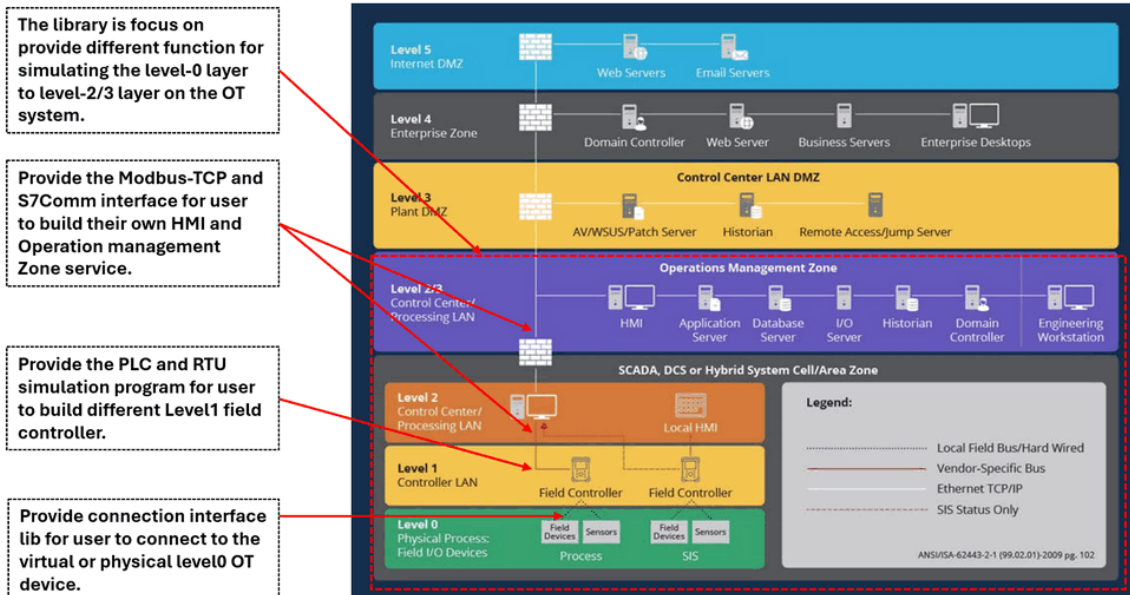 The library is focus on
provide different function for
simulating the level-0 layer
to level-2/3 layer on the OT
system.
Provide the Modbus-TCP and
S7Comm interface for user
to build their own HMI and
Operation management
Zone service.
Provide the PLC and RTU
simulation program for user
to build different Level1 field
controller.
Provide connection interface
lib for user to connect to the
virtual or physical level0 OT
device.
Level 5
Internet DMZ
Web Servers
Email Servers
Level 4
Enterprise Zone
Domain Controller
Web Server
Business Servers
Enterprise Desktops
Control Center LAN DMZ
Level 3
Plant DMZ
AV/WSUS/Patch Server
Historian
Remote Access/Jump Server
Operations Management Zone
Level 2/3
Control Center/
Processing LAN
HMI
Application
Server
Database
Server
I/O
Server
Historian
Domain
Controller
Engineering
Workstation
SCADA, DCS or Hybrid System Cell/Area Zone
Level 2
Control Center/
Processing LAN
Local HMI
Level 1
Controller LAN
Field Controller
Field Controller
Level 0
Physical Process:
Field I/O Devices
Field
Devices
Sensors
Process
Field
Devices
Sensors
SIS
Legend:
Local Field Bus/Hard Wired
Vendor-Specific Bus
Ethernet TCP/IP
SIS Status Only
ANSI/ISA-62443-2-1 (99.02.01)-2009 pg. 102